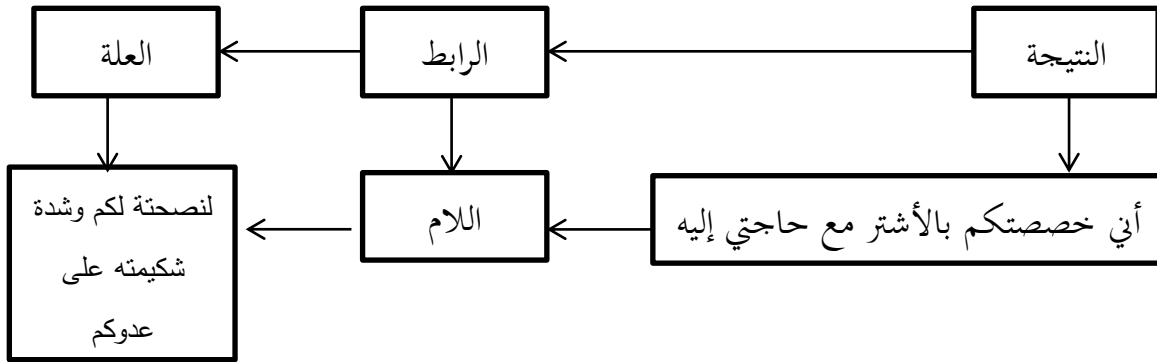 النتيجة
الرابط
العلة
أني خصصتكم بالأشتر مع حاجتي إليه
اللام
لنصحتة لكم وشدة
شكيمته على
عدوكم